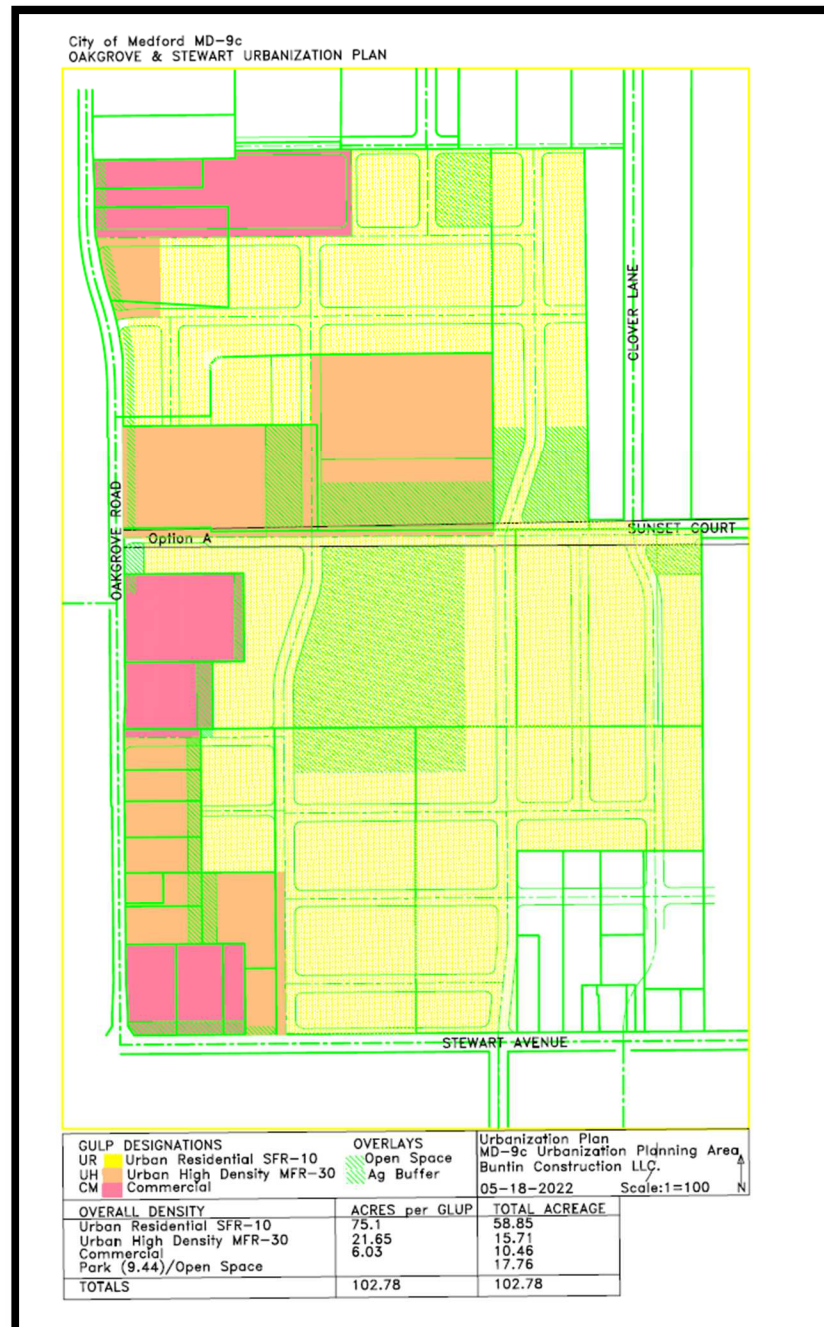 City of Medford MD-9c
OAKGROVE & STEWART URBANIZATION PLAN
CLOVER LANE
OAKGROVE ROAD
SUNSET COURT
Option A
STEWART AVENUE
GULP DESIGNATIONS
UR Urban Residential SFR-10
UH Urban High Density MFR-30
CM Commercial
OVERLAYS
Open Space
Ag Buffer
Urbanization Plan
MD-9c Urbanization Planning Area
Buntin Construction LLC.
05-18-2022 Scale:1=100 N
OVERALL DENSITY ACRES per GLUP TOTAL ACREAGE
Urban Residential SFR-10 75.1 58.85
Urban High Density MFR-30 21.65 15.71
Commercial 6.03 10.46
Park (9.44)/Open Space 17.76
TOTALS 102.78 102.78